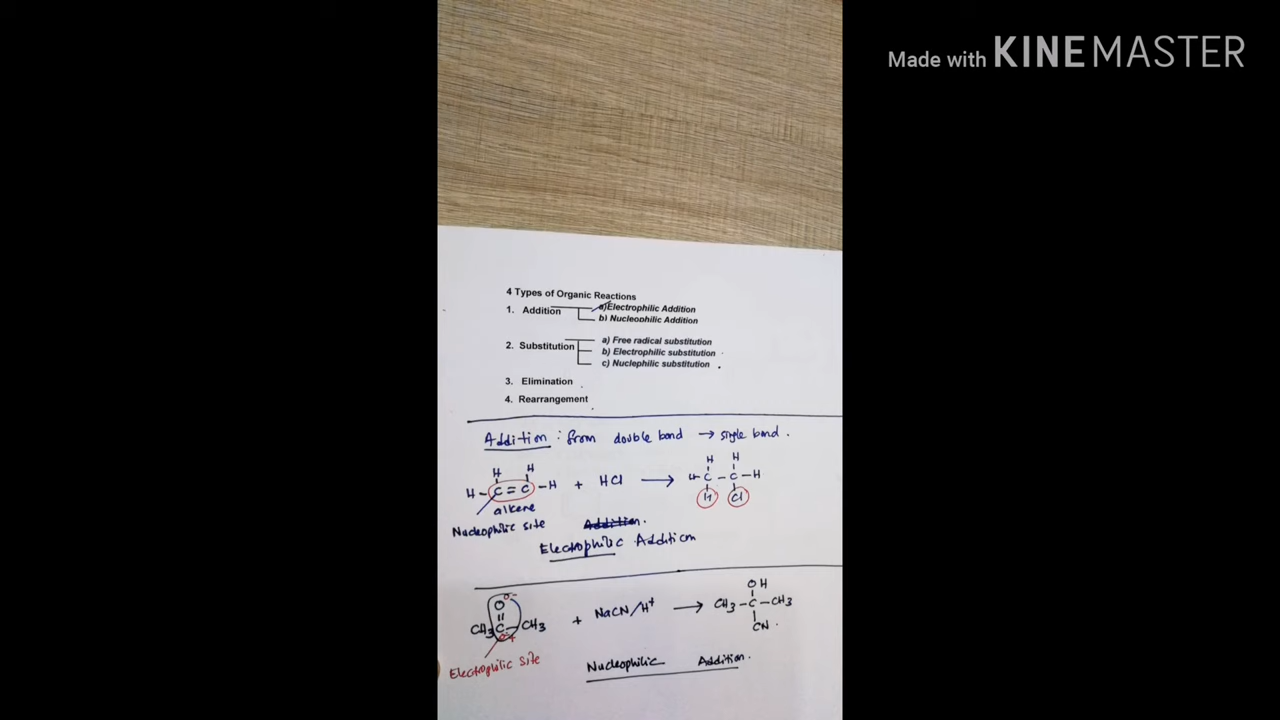 Made with KINEMASTER
4 Types of Organic Reactions
1. Addition
a)Electrophilic Addition
b) Nucleophilic Addition
2. Substitution
a) Free radical substitution
b) Electrophilic substitution
c) Nuclephilic substitution
3. Elimination
4. Rearrangement
Addition : from double bond → single bond.
H H H H
H - C = C - H + HCl → H - C - C - H
alkene H Cl
Nucleophilic site Addition.
Electrophilic Addition
O δ- OH
CH3 C - CH3 + NaCN/H+ → CH3 - C - CH3
δ+ CN.
Electrophilic Site
Nucleophilic Addition.